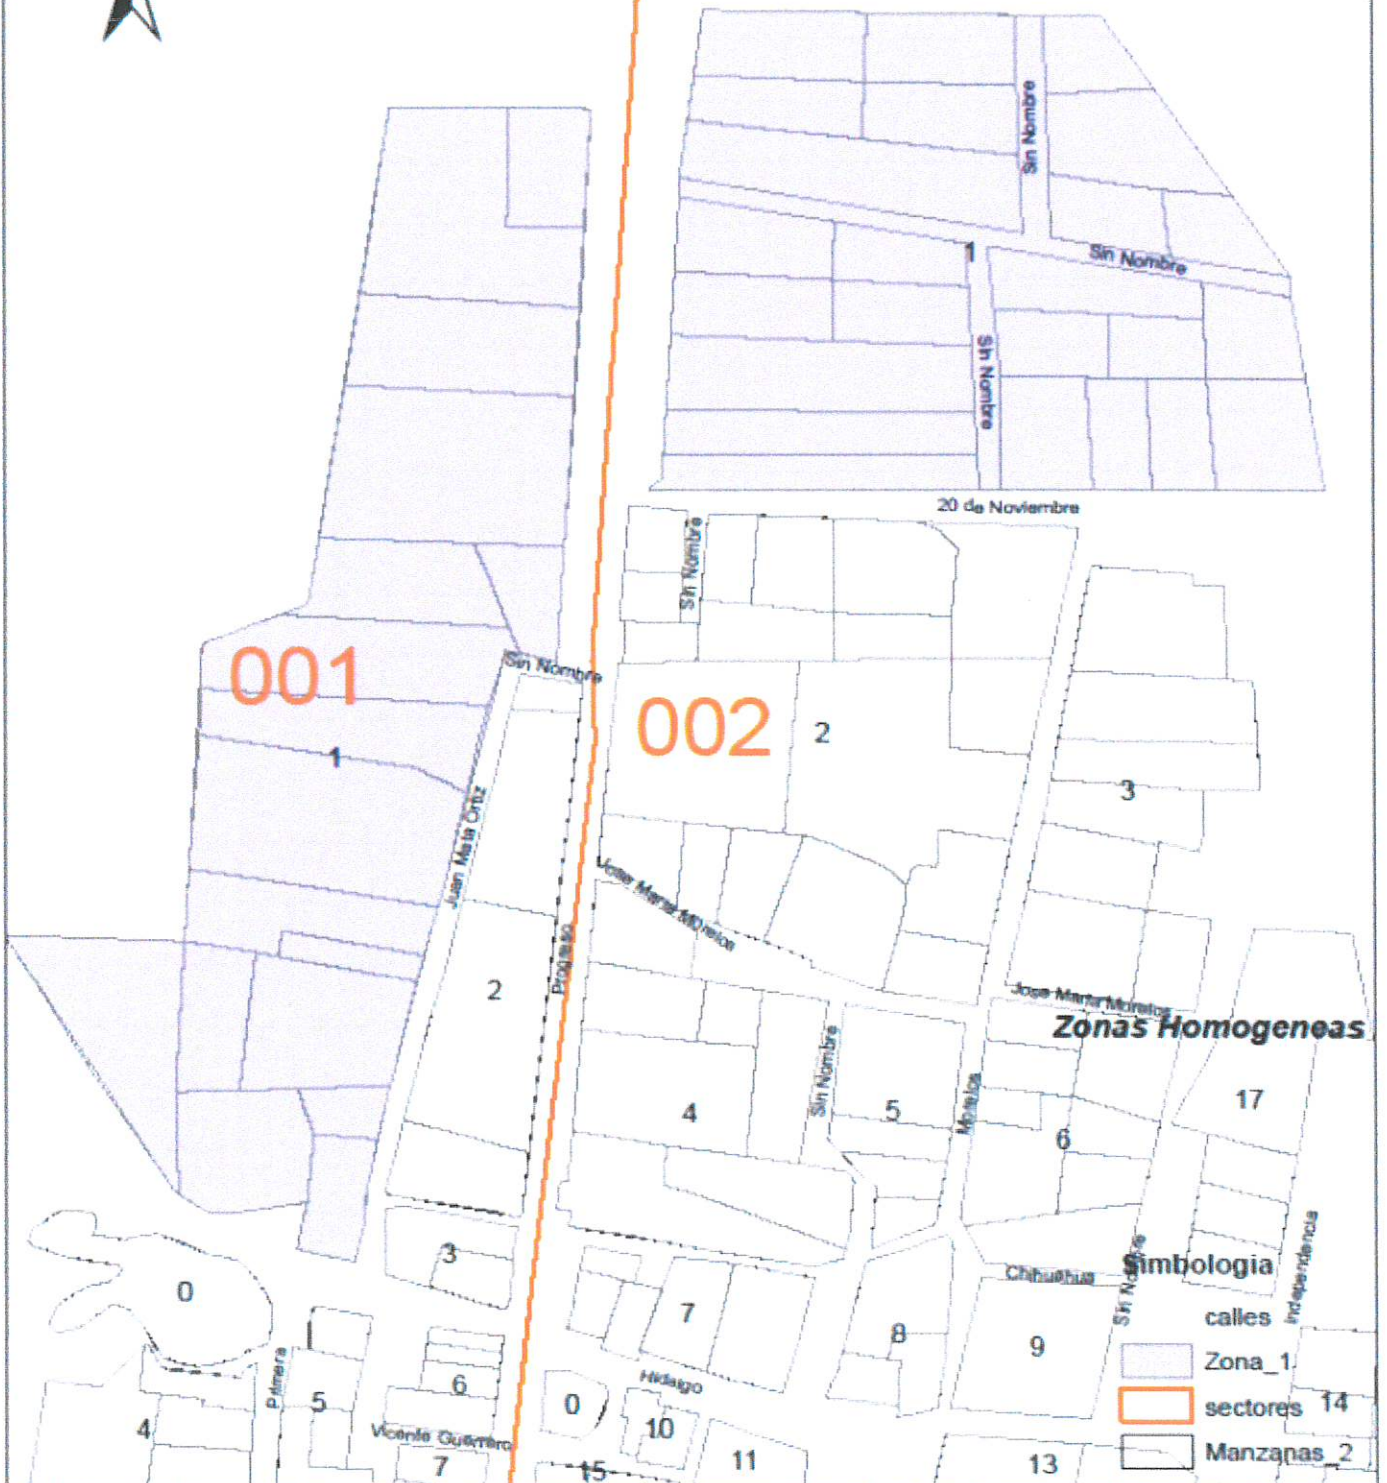 Sin Nombre
1
Sin Nombre
Sin Nombre
20 de Noviembre
Sin Nombre
001
Sin Nombre
002
2
1
3
Juan Mata Ortiz
Jose Maria Morelos
Progreso
2
Jose Maria Morelos
Zonas Homogeneas
Sin Nombre
4
5
Morelos
17
6
3
Independencia
Sin Nombre
Simbologia
Chihuahua
0
calles
7
8
9
Zona_1
Primera
6
Hidalgo
5
0
sectores
14
4
10
Vicente Guerrero
11
Manzanas_2
7
15
13